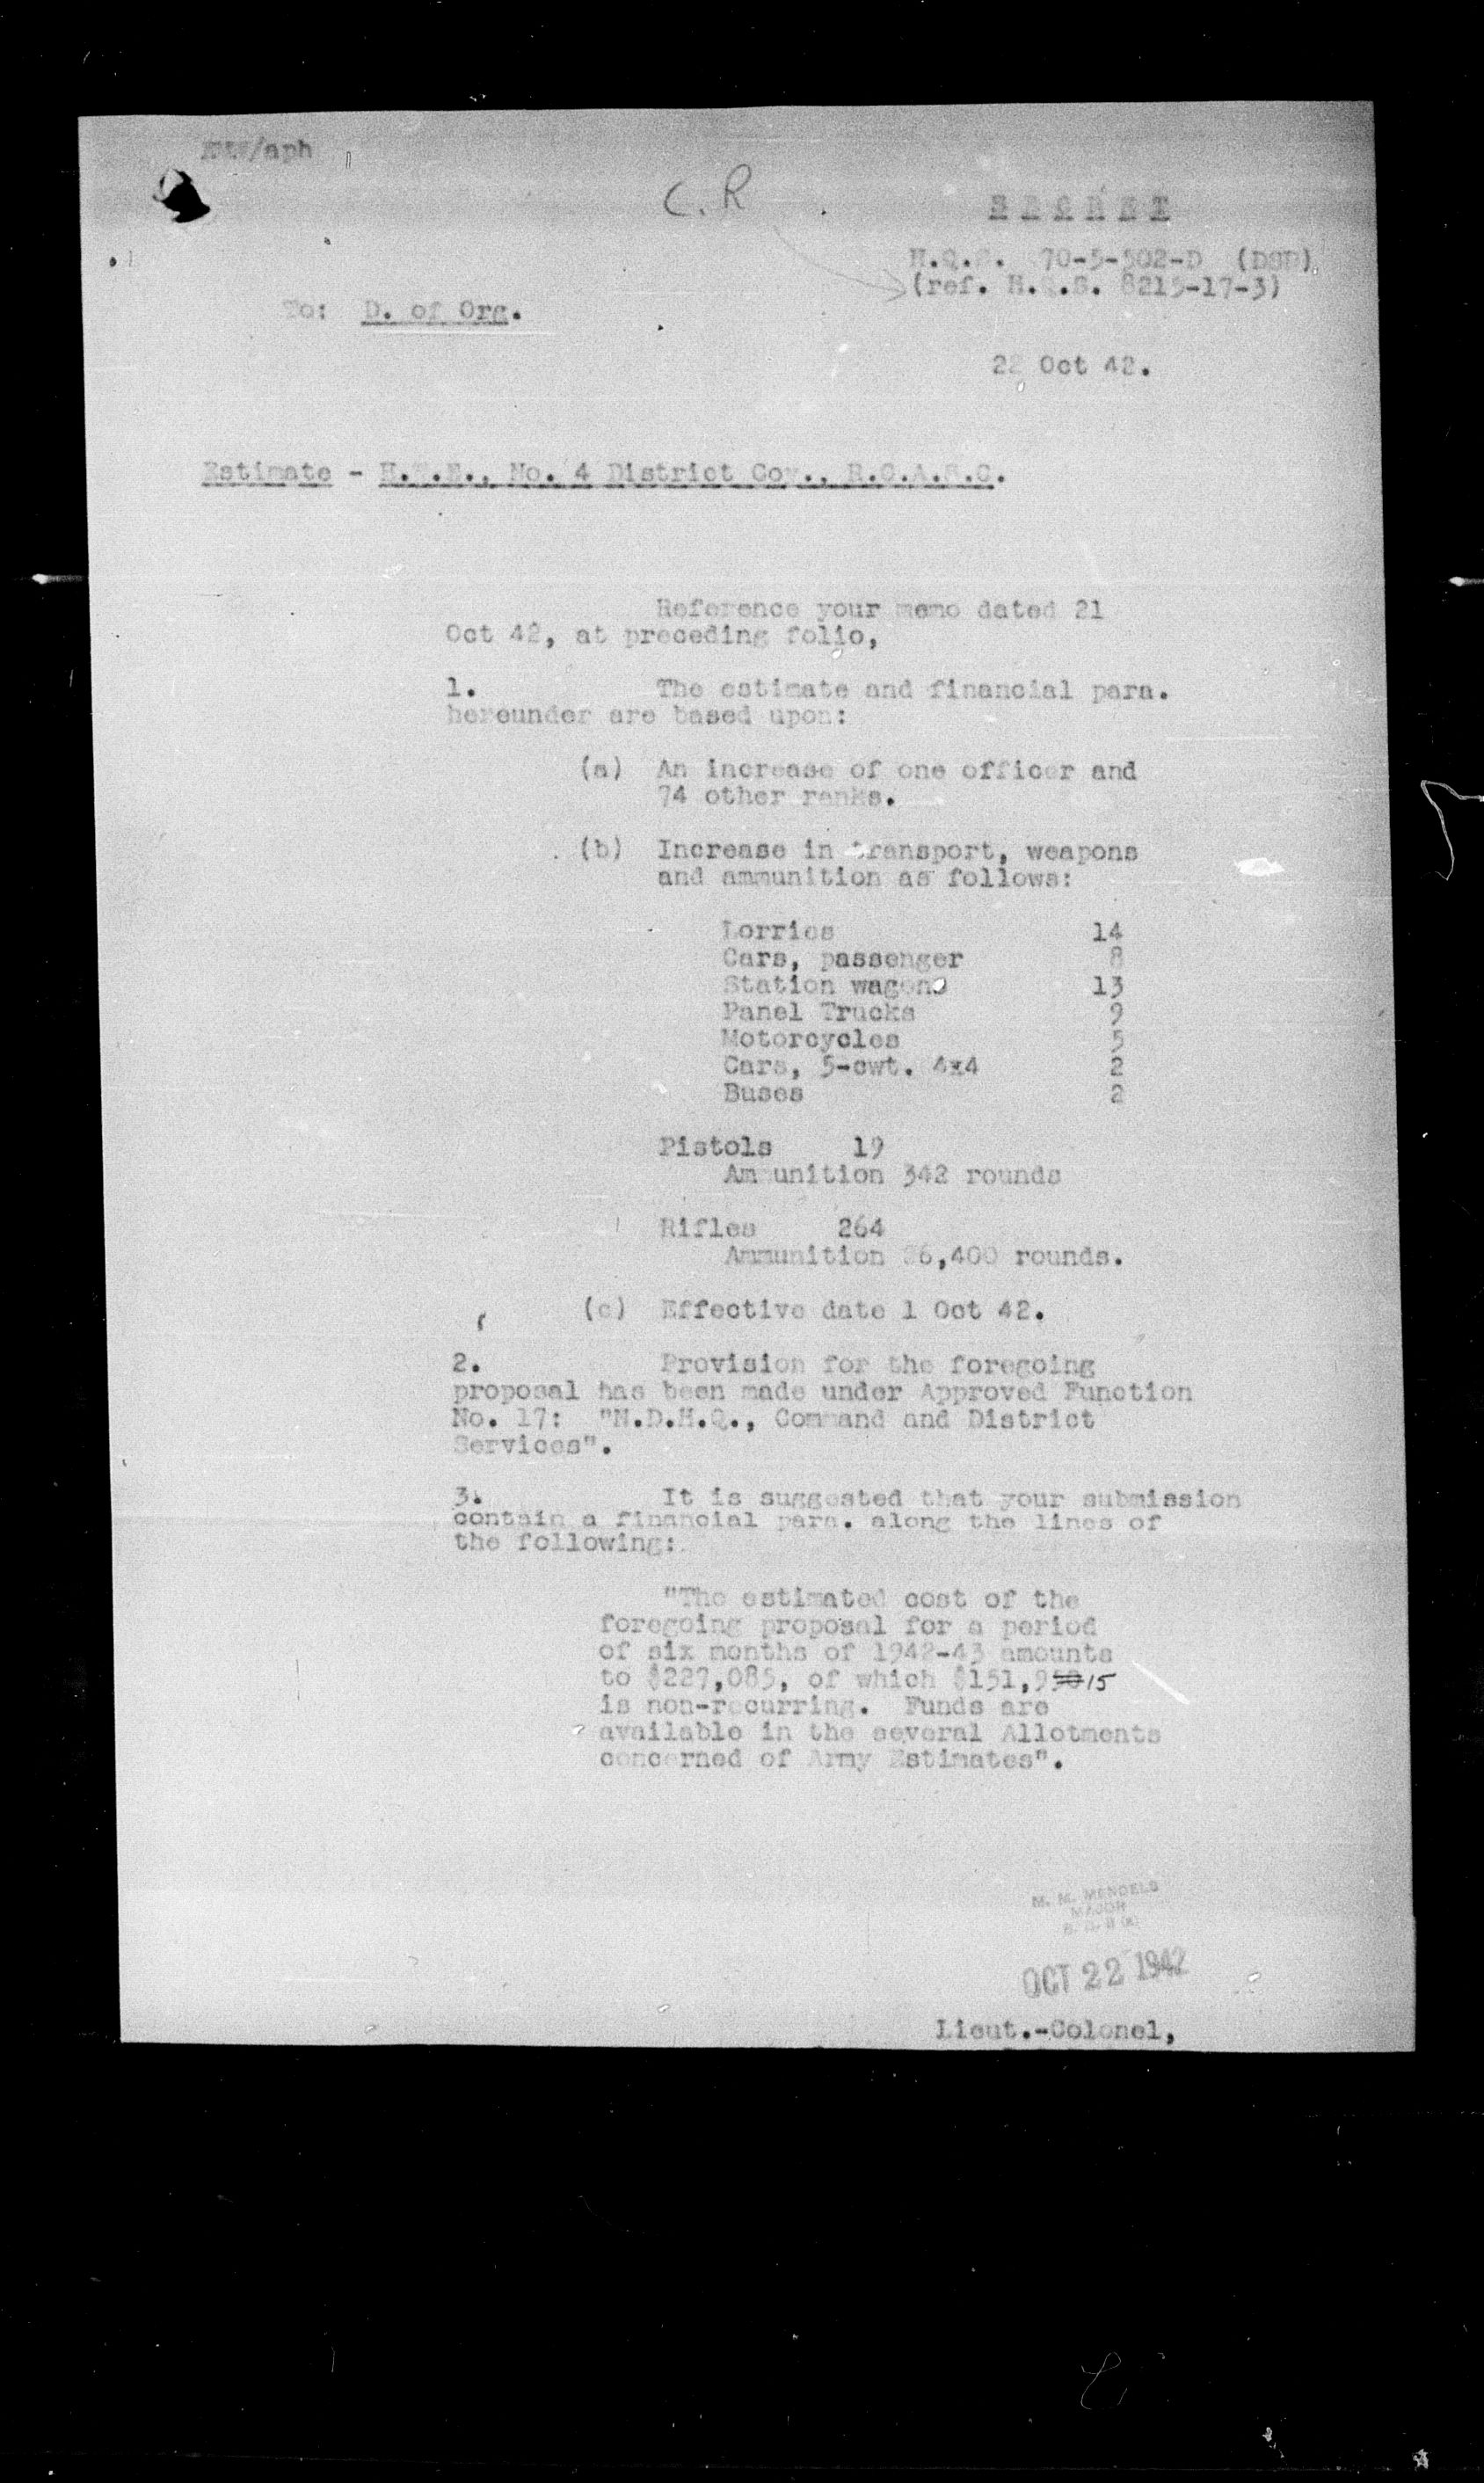 /aph
C. R
SECRET
H.Q.S. 70-5-502-D (DSD)
(ref. H.Q.S. 8215-17-3)
To: D. of Org.
22 Oct 42.
Estimate - H.W.E., No. 4 District Coy., R.C.A.S.C.
Reference your memo dated 21
Oct 42, at preceding folio,
1. The estimate and financial para.
hereunder are based upon:
(a) An increase of one officer and
74 other ranks.
(b) Increase in transport, weapons
and ammunition as follows:
Lorries 14
Cars, passenger 8
Station wagons 13
Panel Trucks 9
Motorcycles 5
Cars, 5-cwt. 4x4 2
Buses 2
Pistols 19
Ammunition 342 rounds
Rifles 264
Ammunition 26,400 rounds.
(c) Effective date 1 Oct 42.
2. Provision for the foregoing
proposal has been made under Approved Function
No. 17: "N.D.H.Q., Command and District
Services".
3. It is suggested that your submission
contain a financial para. along the lines of
the following:
"The estimated cost of the
foregoing proposal for a period
of six months of 1942-43 amounts
to $227,085, of which $151,915
is non-recurring. Funds are
available in the several Allotments
concerned of Army Estimates".
M. M. MENDELS
MAJOR
OCT 22 1942
Lieut.-Colonel,